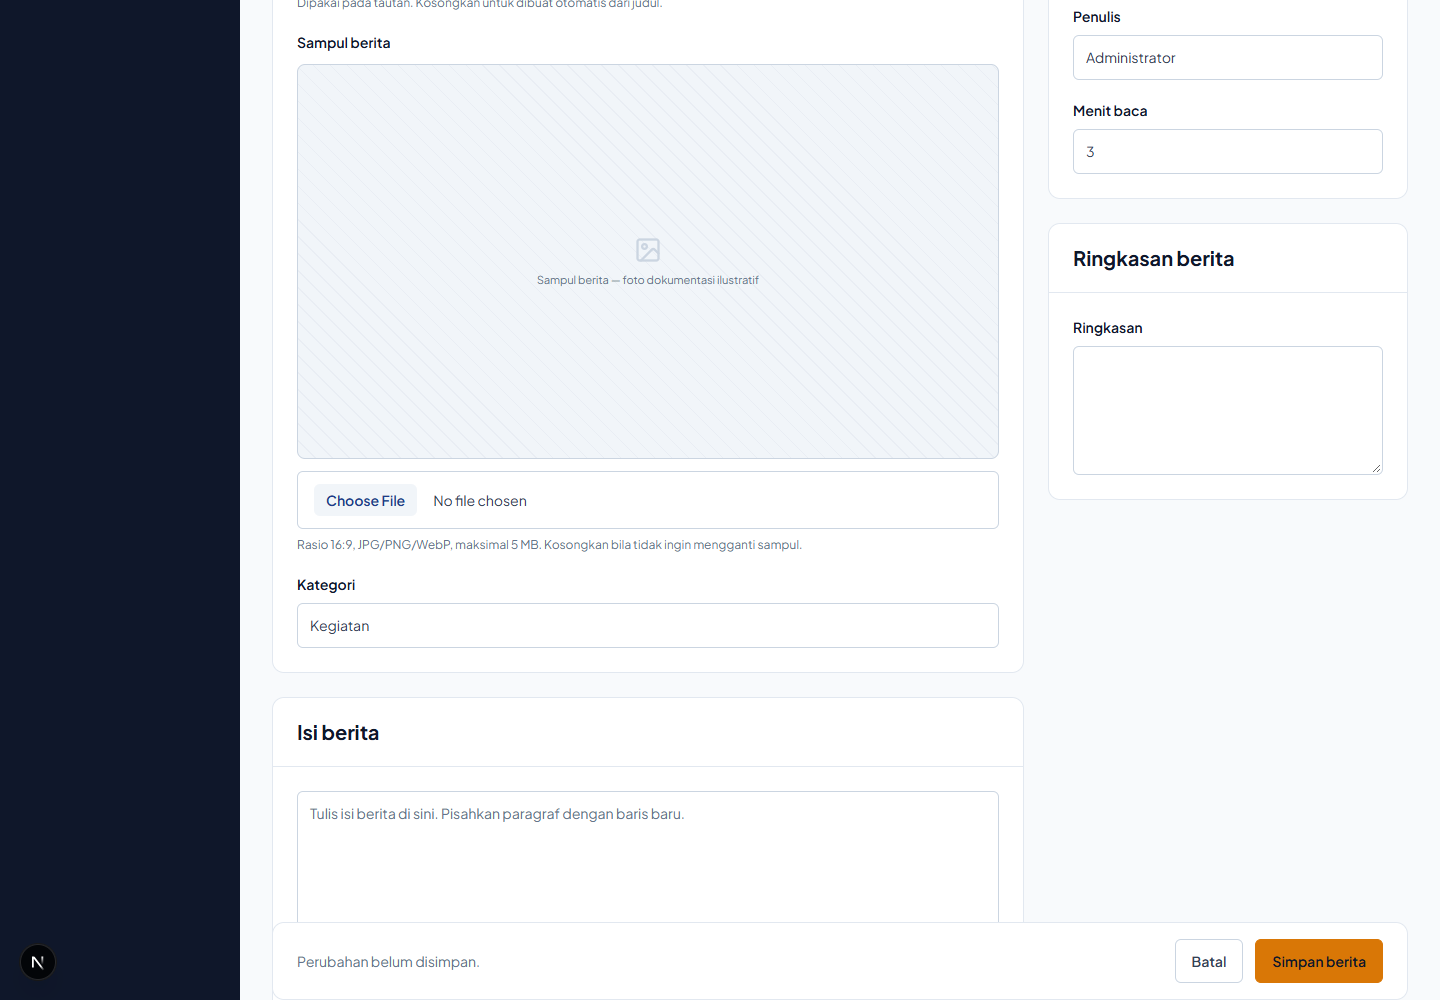 Dipakai pada tautan. Kosongkan untuk dibuat otomatis dari judul.
Sampul berita
Sampul berita — foto dokumentasi ilustratif
Choose File No file chosen
Rasio 16:9, JPG/PNG/WebP, maksimal 5 MB. Kosongkan bila tidak ingin mengganti sampul.
Kategori
Kegiatan
Isi berita
Tulis isi berita di sini. Pisahkan paragraf dengan baris baru.
Penulis
Administrator
Menit baca
3
Ringkasan berita
Ringkasan
N
Perubahan belum disimpan.
Batal
Simpan berita